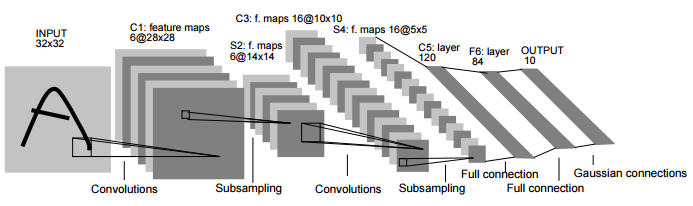 INPUT
32x32
C1: feature maps
6@28x28
S2: f. maps
6@14x14
C3: f. maps 16@10x10
S4: f. maps 16@5x5
C5: layer
120
F6: layer
84
OUTPUT
10
A
Convolutions
Subsampling
Convolutions
Subsampling
Full connection
Full connection
Gaussian connections